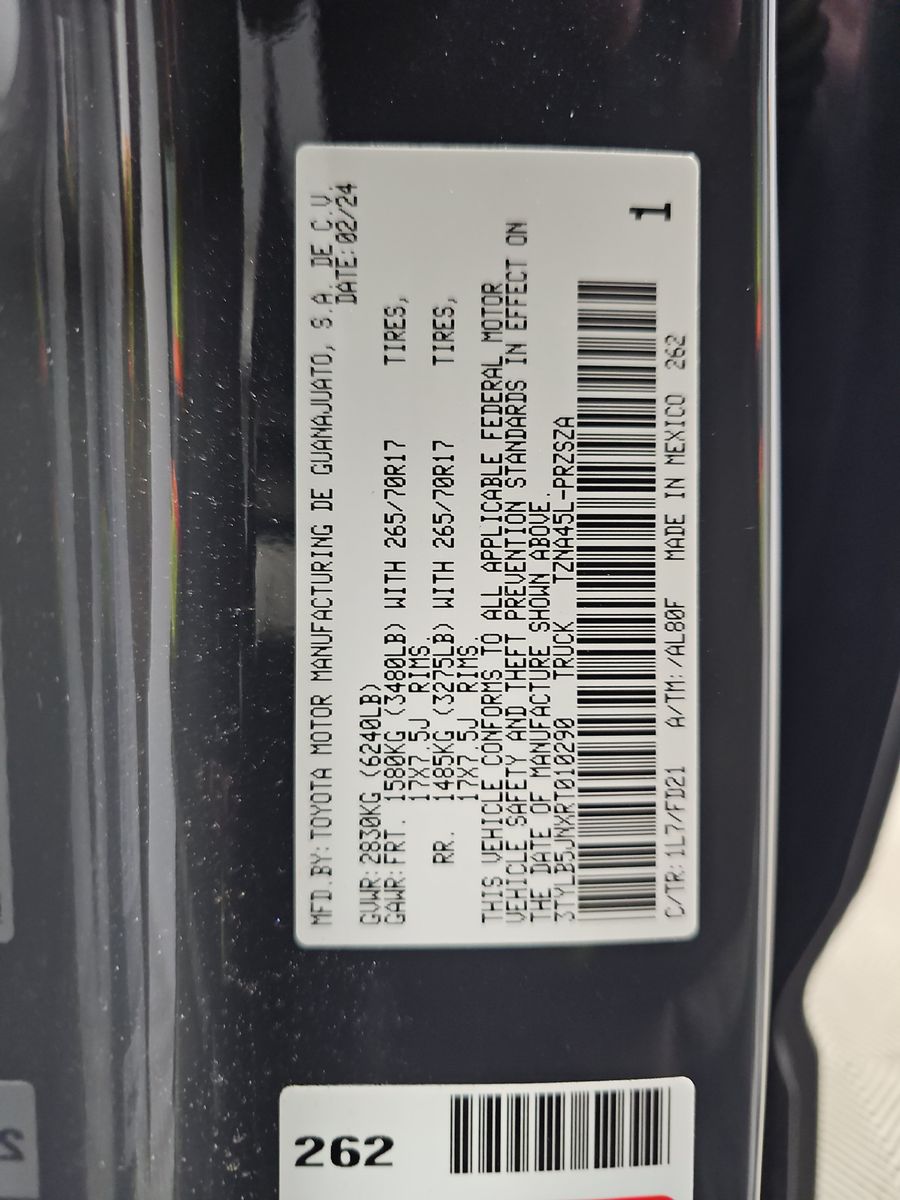 MFD.BY:TOYOTA MOTOR MANUFACTURING DE GUANAJUATO, S.A. DE C.V.
DATE:02/24
GVWR:2830KG (6240LB)
GAWR:FRT. 1580KG (3480LB) WITH 265/70R17 TIRES,
17X7.5J RIMS.
RR. 1485KG (3275LB) WITH 265/70R17 TIRES,
17X7.5J RIMS.
THIS VEHICLE CONFORMS TO ALL APPLICABLE FEDERAL MOTOR
VEHICLE SAFETY AND THEFT PREVENTION STANDARDS IN EFFECT ON
THE DATE OF MANUFACTURE SHOWN ABOVE.
3TYLB5JNXRT010290 TRUCK TZNA45L-PRZSZA
1
C/TR:1L7/FD21 A/TM:/AL80F MADE IN MEXICO 262
262